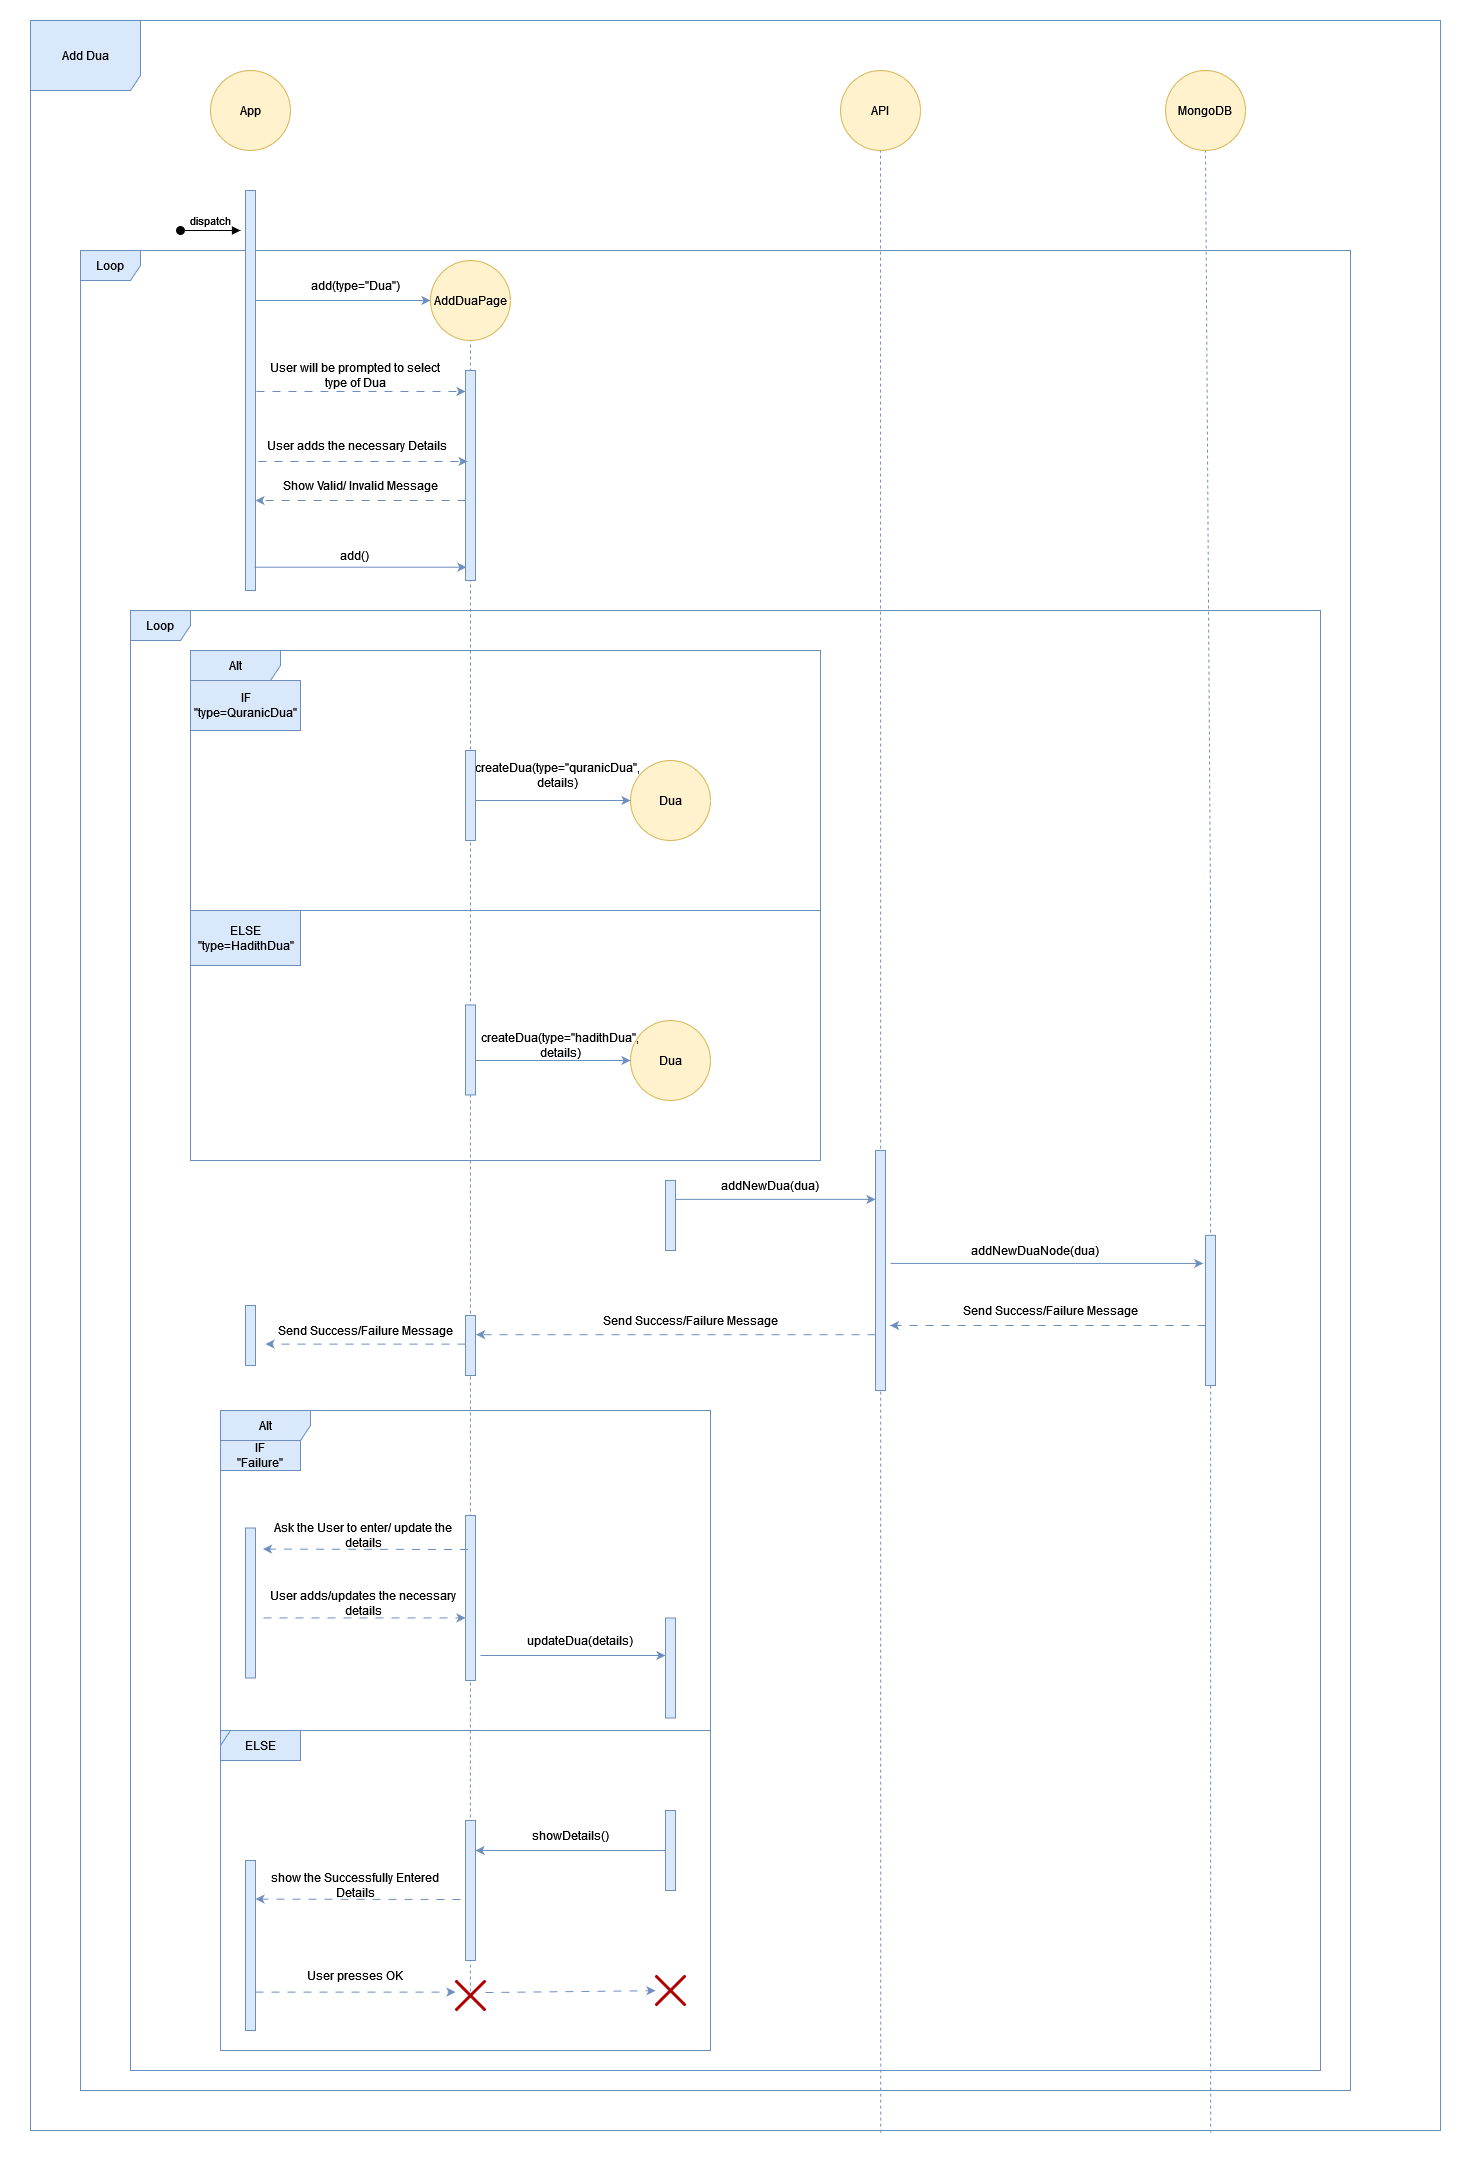 Add Dua
App
API
MongoDB
dispatch
Loop
add(type="Dua")
AddDuaPage
User will be prompted to select
type of Dua
User adds the necessary Details
Show Valid/ Invalid Message
add()
Loop
Alt
IF
"type=QuranicDua"
createDua(type="quranicDua",
details)
Dua
ELSE
"type=HadithDua"
createDua(type="hadithDua",
details)
Dua
addNewDua(dua)
addNewDuaNode(dua)
Send Success/Failure Message
Send Success/Failure Message
Send Success/Failure Message
Alt
IF
"Failure"
Ask the User to enter/ update the
details
User adds/updates the necessary
details
updateDua(details)
ELSE
showDetails()
show the Successfully Entered
Details
User presses OK